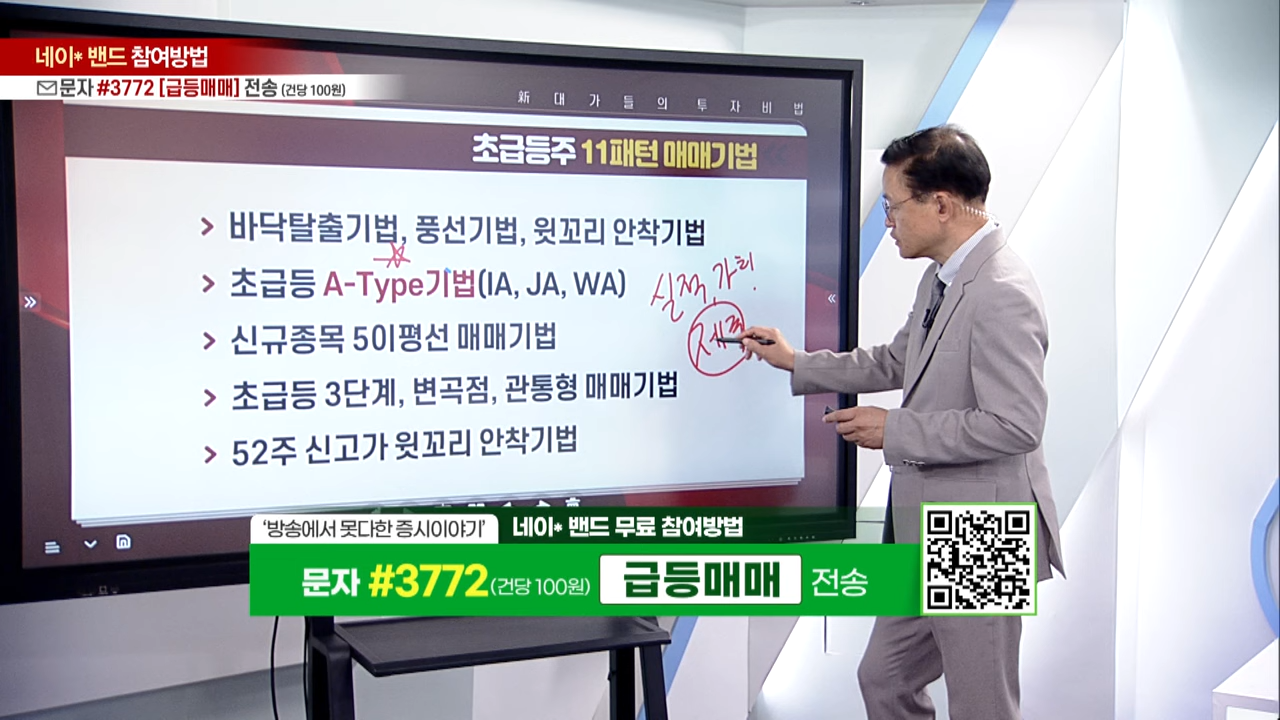 네이* 밴드 참여방법
문자 #3772 [급등매매] 전송 (건당 100원)
新 대가들의 투자비법
초급등주 11패턴 매매기법
바닥탈출기법, 풍선기법, 윗꼬리 안착기법
초급등 A-Type기법(IA, JA, WA)
실적, 가치!
신규종목 5이평선 매매기법
초급등 3단계, 변곡점, 관통형 매매기법
52주 신고가 윗꼬리 안착기법
'방송에서 못다한 증시이야기' 네이* 밴드 무료 참여방법
문자 #3772 (건당 100원) 급등매매 전송